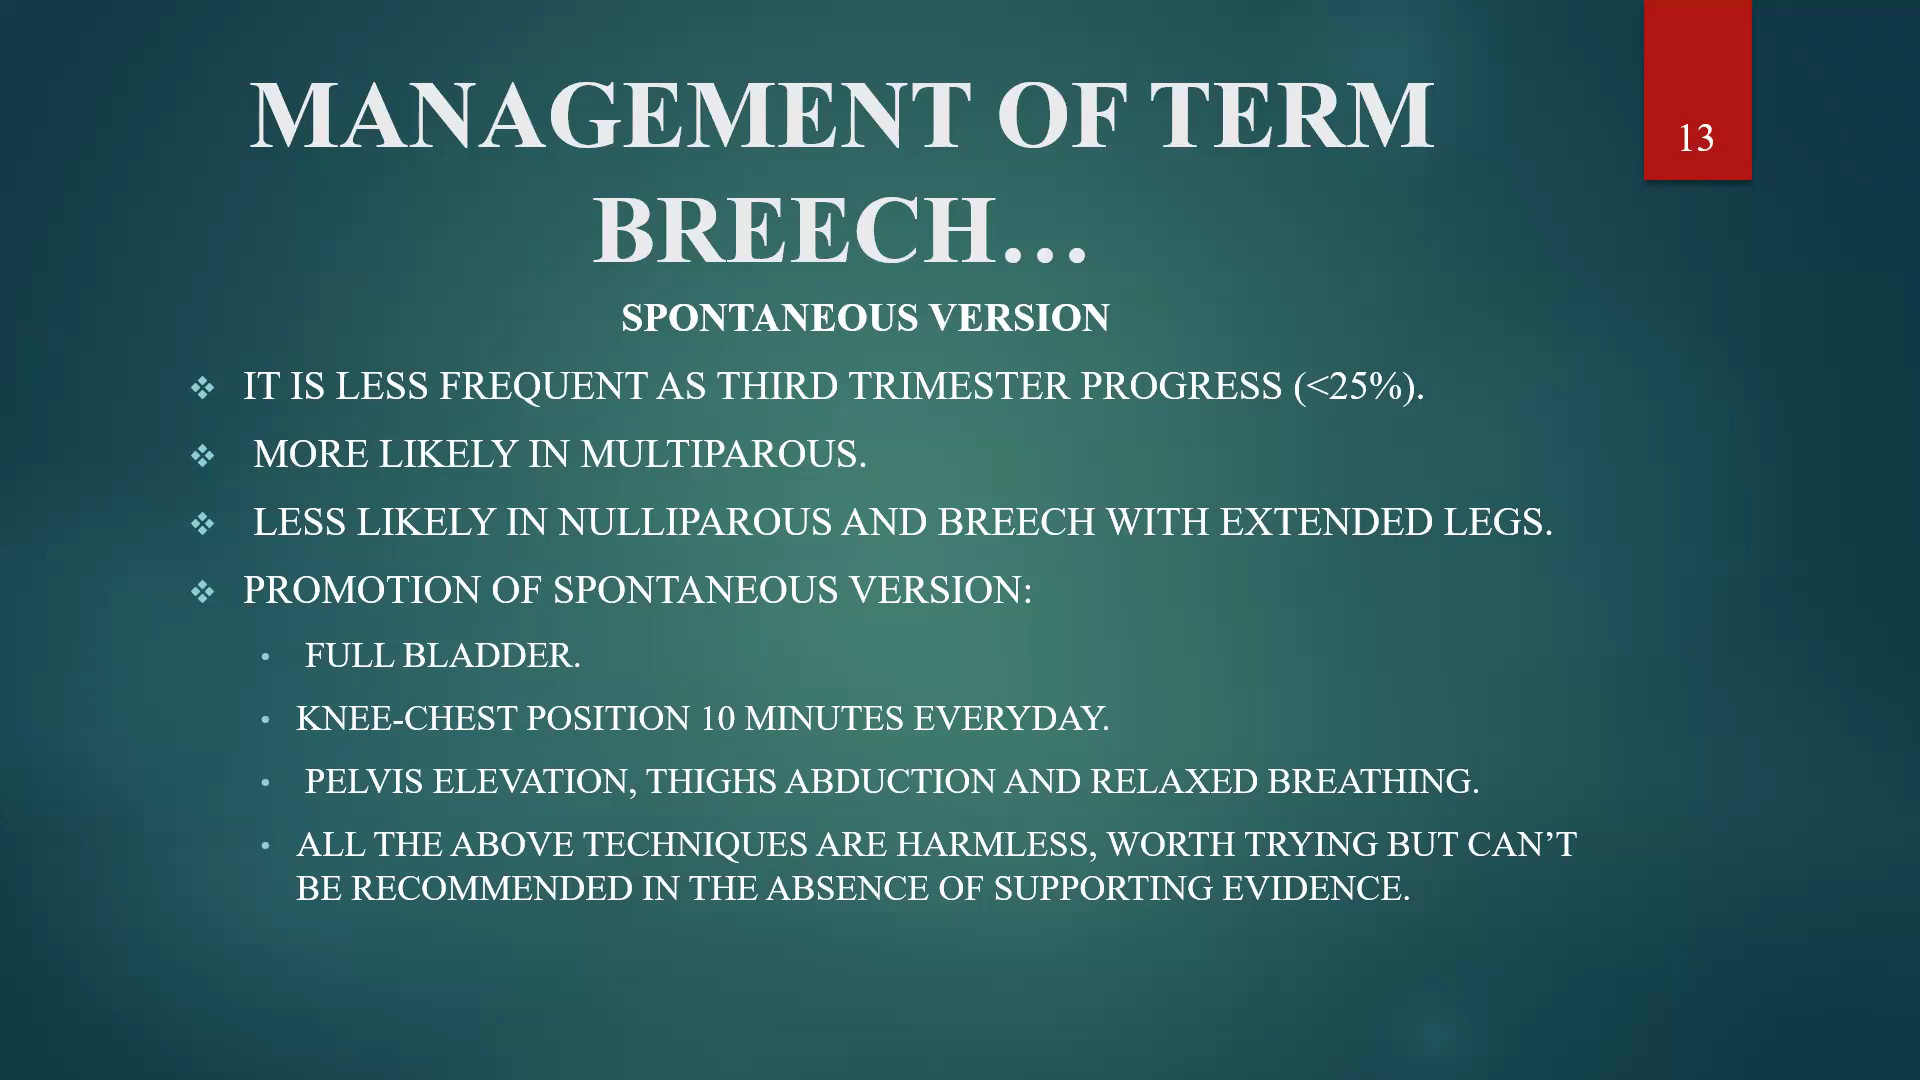 MANAGEMENT OF TERM
BREECH…
13
SPONTANEOUS VERSION
❖ IT IS LESS FREQUENT AS THIRD TRIMESTER PROGRESS (<25%).
❖ MORE LIKELY IN MULTIPAROUS.
❖ LESS LIKELY IN NULLIPAROUS AND BREECH WITH EXTENDED LEGS.
❖ PROMOTION OF SPONTANEOUS VERSION:
• FULL BLADDER.
• KNEE-CHEST POSITION 10 MINUTES EVERYDAY.
• PELVIS ELEVATION, THIGHS ABDUCTION AND RELAXED BREATHING.
• ALL THE ABOVE TECHNIQUES ARE HARMLESS, WORTH TRYING BUT CAN’T
BE RECOMMENDED IN THE ABSENCE OF SUPPORTING EVIDENCE.